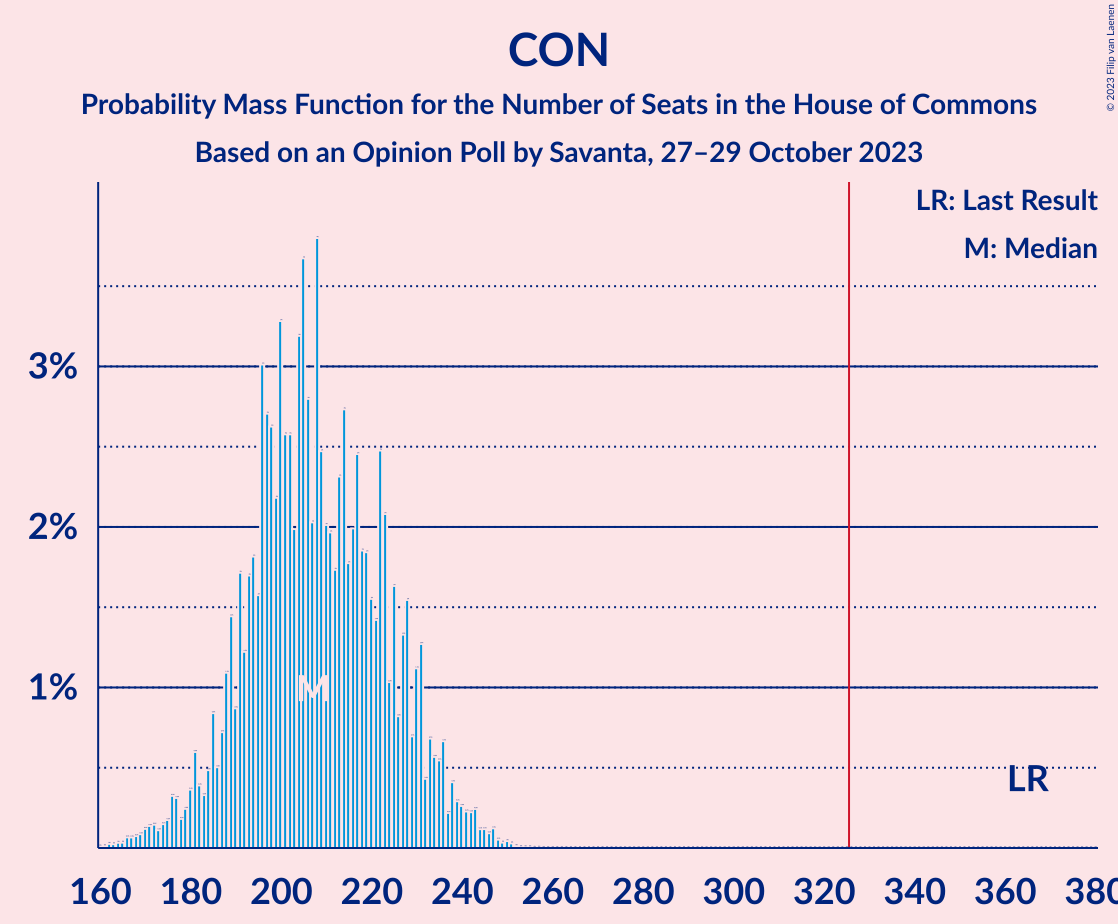 CON
Probability Mass Function for the Number of Seats in the House of Commons
Based on an Opinion Poll by Savanta, 27–29 October 2023
© 2023 Filip van Laenen
LR: Last Result
M: Median
3%
2%
1%
M
LR
160 180 200 220 240 260 280 300 320 340 360 380